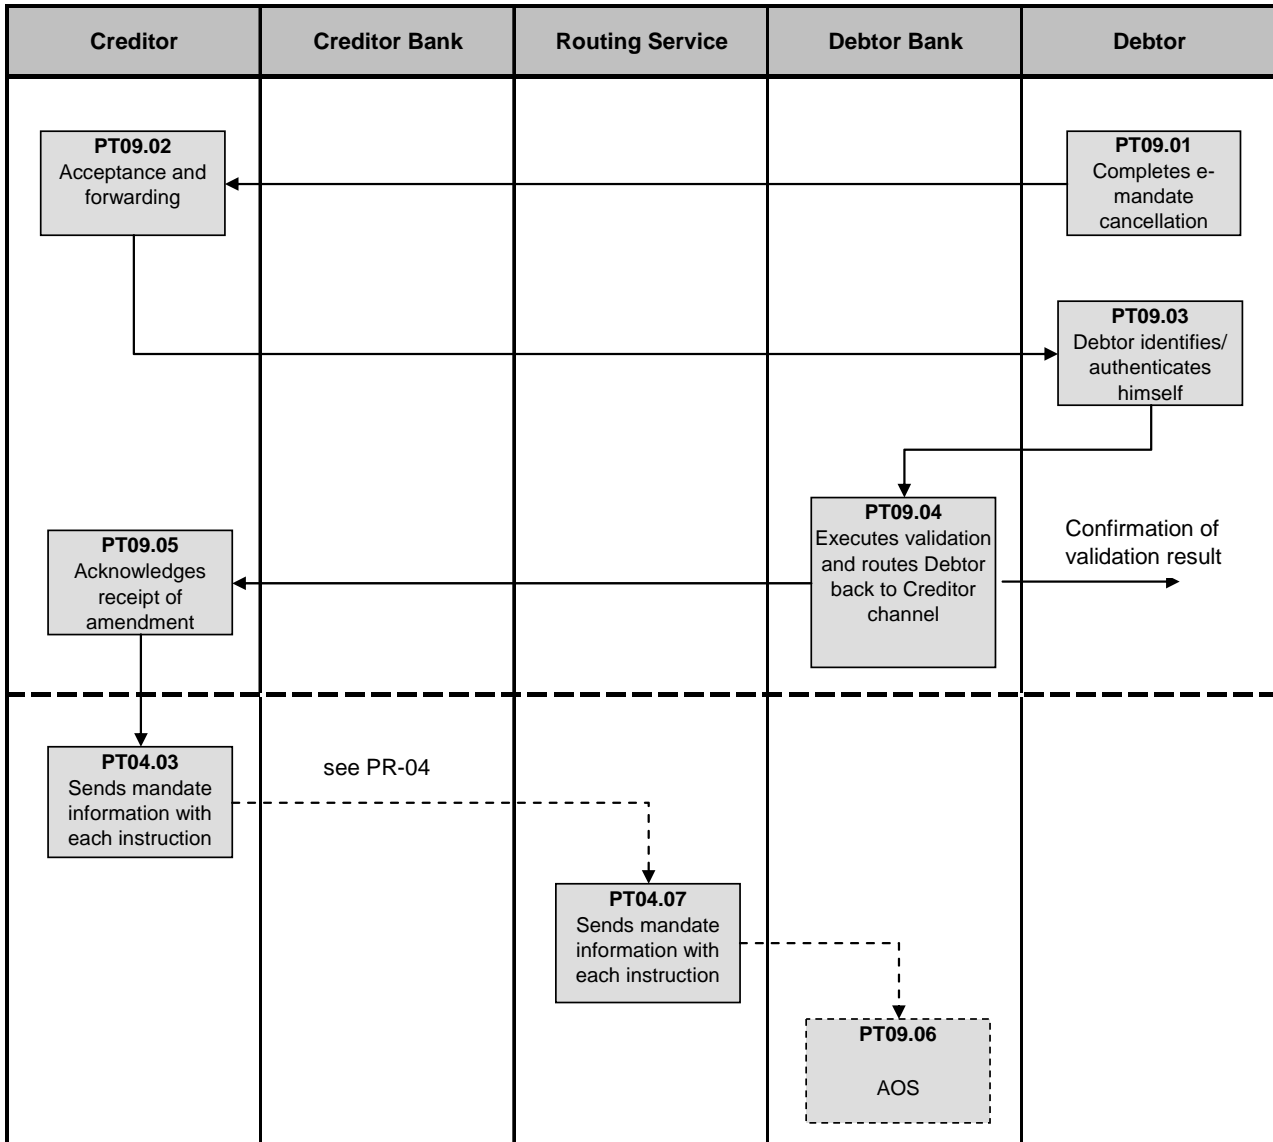 Creditor
Creditor Bank
Routing Service
Debtor Bank
Debtor
PT09.02
Acceptance and
forwarding
PT09.01
Completes e-
mandate
cancellation
PT09.03
Debtor identifies/
authenticates
himself
PT09.04
Executes validation
and routes Debtor
back to Creditor
channel
Confirmation of
validation result
PT09.05
Acknowledges
receipt of
amendment
PT04.03
Sends mandate
information with
each instruction
see PR-04
PT04.07
Sends mandate
information with
each instruction
PT09.06
AOS